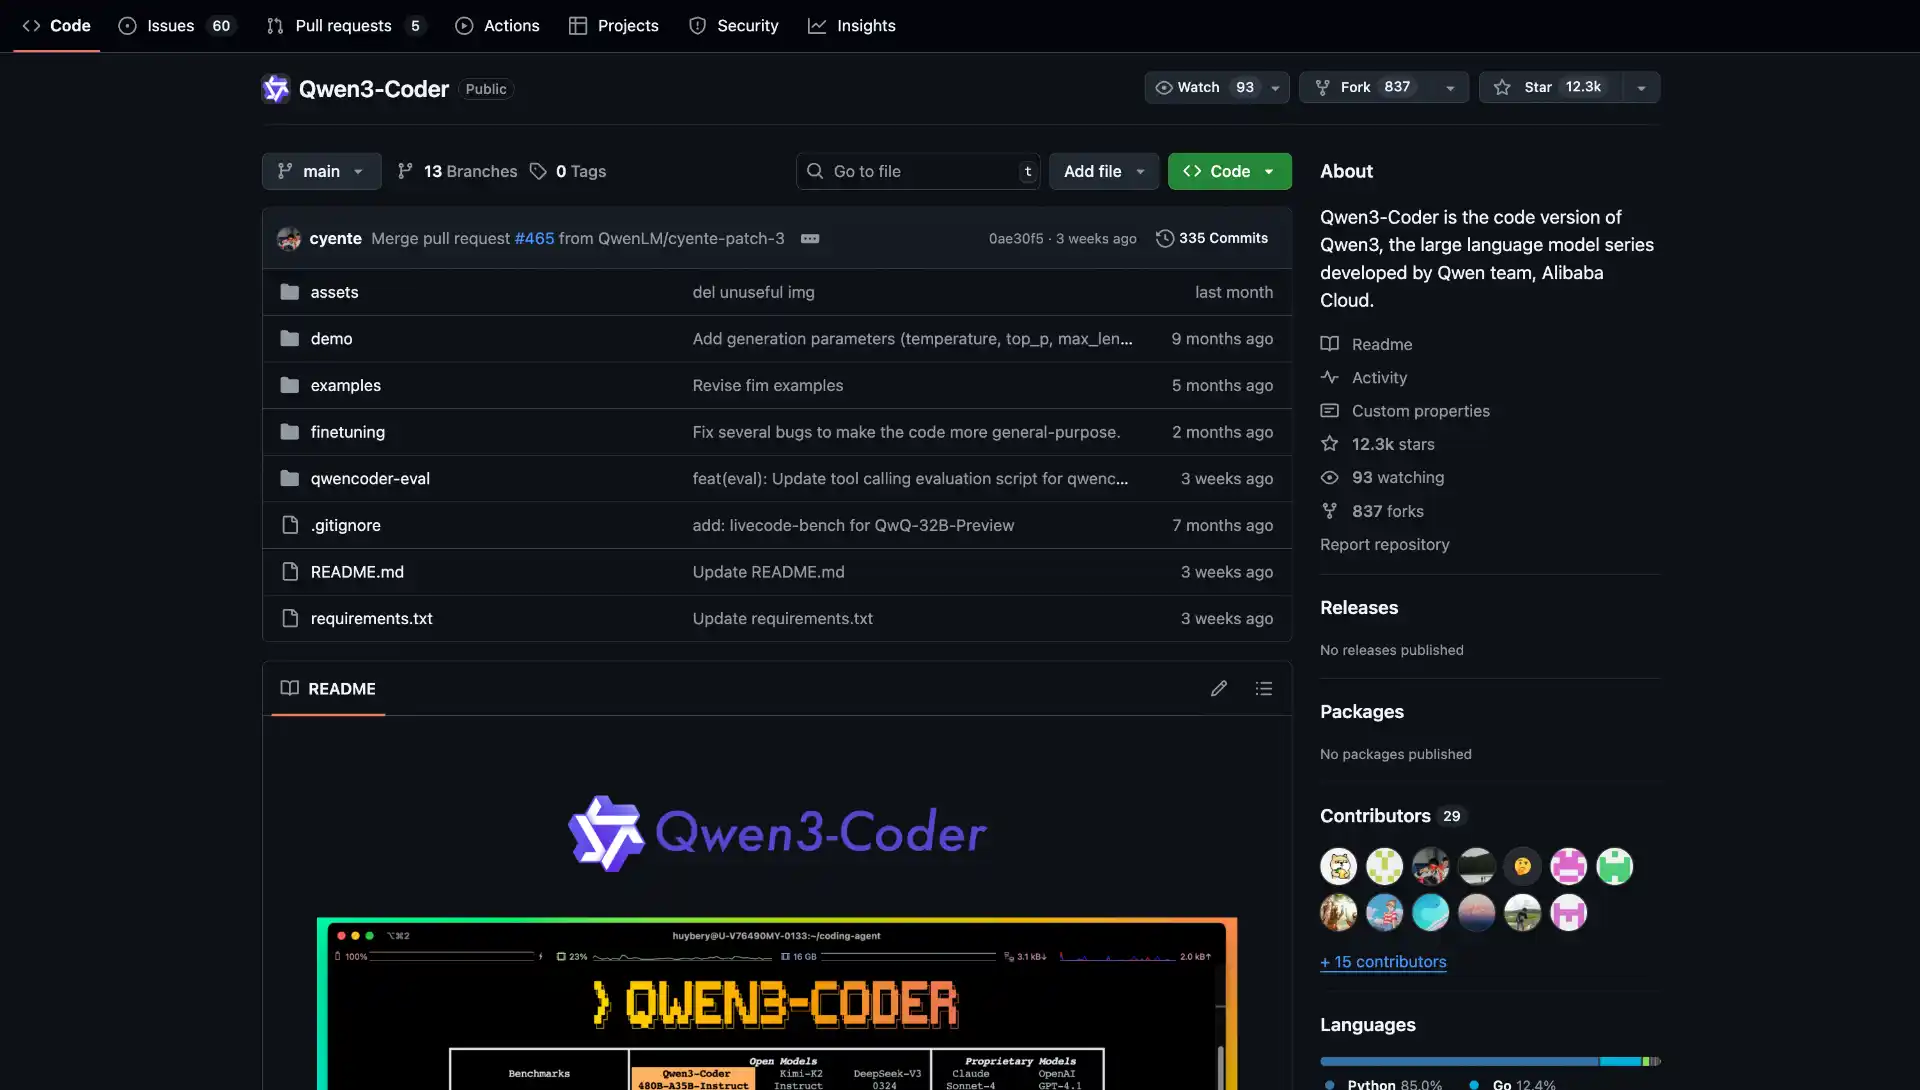 Code
Issues 60
Pull requests 5
Actions
Projects
Security
Insights
Qwen3-Coder Public
Watch 93
Fork 837
Star 12.3k
main
13 Branches
0 Tags
Go to file t
Add file
Code
cyente Merge pull request #465 from QwenLM/cyente-patch-3
0ae30f5 · 3 weeks ago
335 Commits
assets del unuseful img last month
demo Add generation parameters (temperature, top_p, max_len... 9 months ago
examples Revise fim examples 5 months ago
finetuning Fix several bugs to make the code more general-purpose. 2 months ago
qwencoder-eval feat(eval): Update tool calling evaluation script for qwenc... 3 weeks ago
.gitignore add: livecode-bench for QwQ-32B-Preview 7 months ago
README.md Update README.md 3 weeks ago
requirements.txt Update requirements.txt 3 weeks ago
README
Qwen3-Coder
⌥⌘2 huybery@U-V76490MY-0133:~/coding-agent
100% 23% 16 GB 3.1 kB↓ 2.0 kB↑
QWEN3-CODER
Open Models Proprietary Models
Benchmarks Qwen3-Coder Kimi-K2 DeepSeek-V3 Claude OpenAI
480B-A35B-Instruct Instruct 0324 Sonnet-4 GPT-4.1
About
Qwen3-Coder is the code version of
Qwen3, the large language model series
developed by Qwen team, Alibaba
Cloud.
Readme
Activity
Custom properties
12.3k stars
93 watching
837 forks
Report repository
Releases
No releases published
Packages
No packages published
Contributors 29
+ 15 contributors
Languages
Python 85.0% Go 12.4%